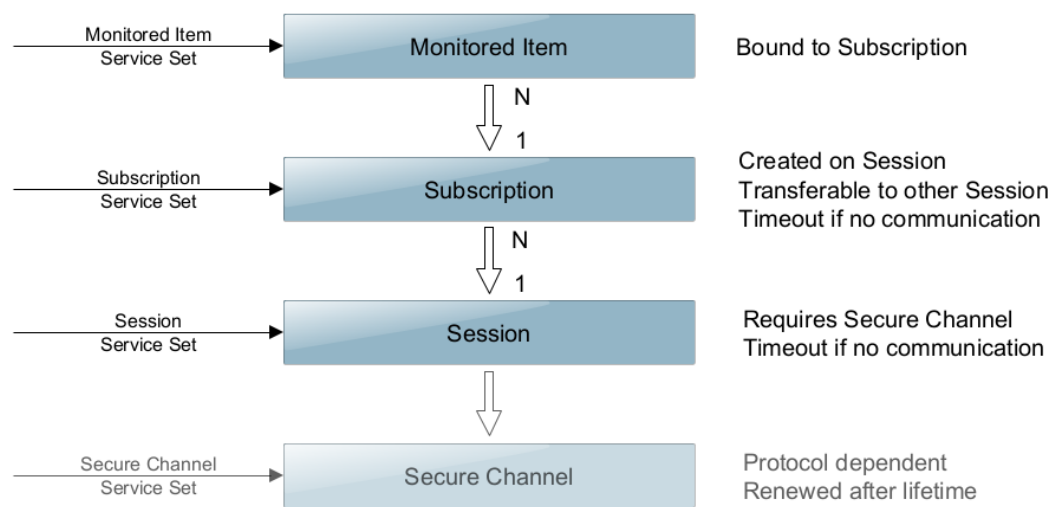 Monitored Item
Service Set
Monitored Item
Bound to Subscription
N
1
Subscription
Service Set
Subscription
Created on Session
Transferable to other Session
Timeout if no communication
N
1
Session
Service Set
Session
Requires Secure Channel
Timeout if no communication
Secure Channel
Service Set
Secure Channel
Protocol dependent
Renewed after lifetime